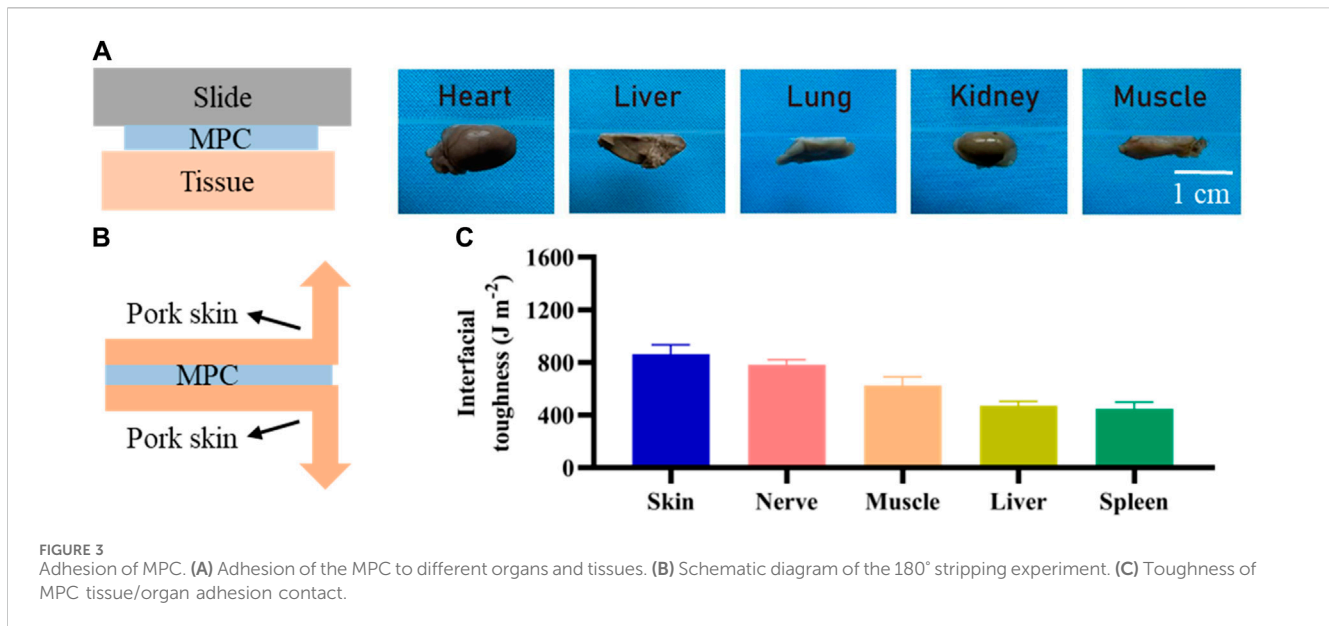 A
Slide
MPC
Tissue
Heart
Liver
Lung
Kidney
Muscle
1 cm
B
Pork skin
MPC
Pork skin
C
Interfacial
toughness (J m⁻²)
1600
1200
800
400
0
Skin
Nerve
Muscle
Liver
Spleen
FIGURE 3
Adhesion of MPC. (A) Adhesion of the MPC to different organs and tissues. (B) Schematic diagram of the 180° stripping experiment. (C) Toughness of
MPC tissue/organ adhesion contact.